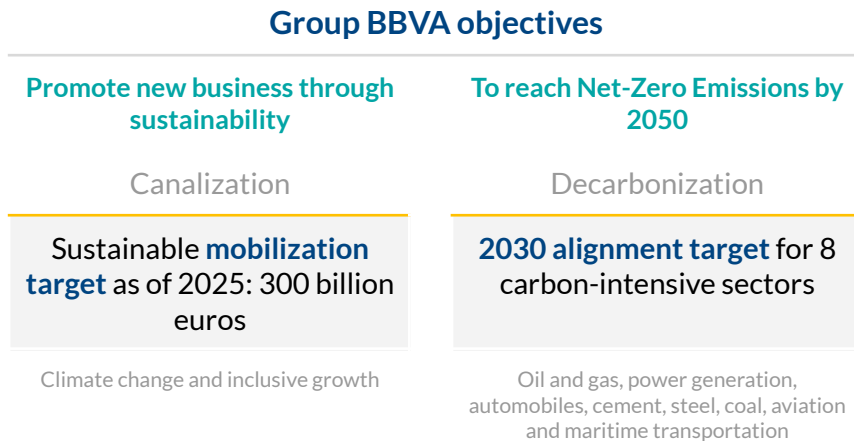 Group BBVA objectives
Promote new business through
sustainability
Canalization
Sustainable mobilization
target as of 2025: 300 billion
euros
Climate change and inclusive growth
To reach Net-Zero Emissions by
2050
Decarbonization
2030 alignment target for 8
carbon-intensive sectors
Oil and gas, power generation,
automobiles, cement, steel, coal, aviation
and maritime transportation